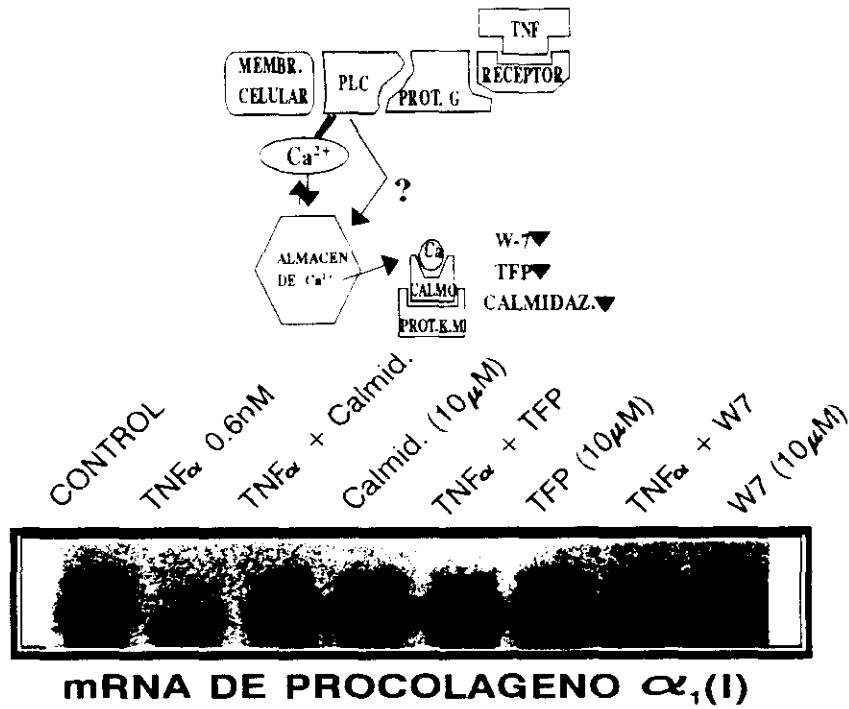 TNF
RECEPTOR
MEMBR.
CELULAR
PLC
PROT. G
Ca²⁺
?
ALMACEN
DE Ca²⁺
Ca
CALMO
PROT.K.M
W-7▼
TFP▼
CALMIDAZ.▼
CONTROL
TNFα 0.6nM
TNFα + Calmid.
Calmid. (10μM)
TNFα + TFP
TFP (10μM)
TNFα + W7
W7 (10μM)
mRNA DE PROCOLAGENO α₁(I)